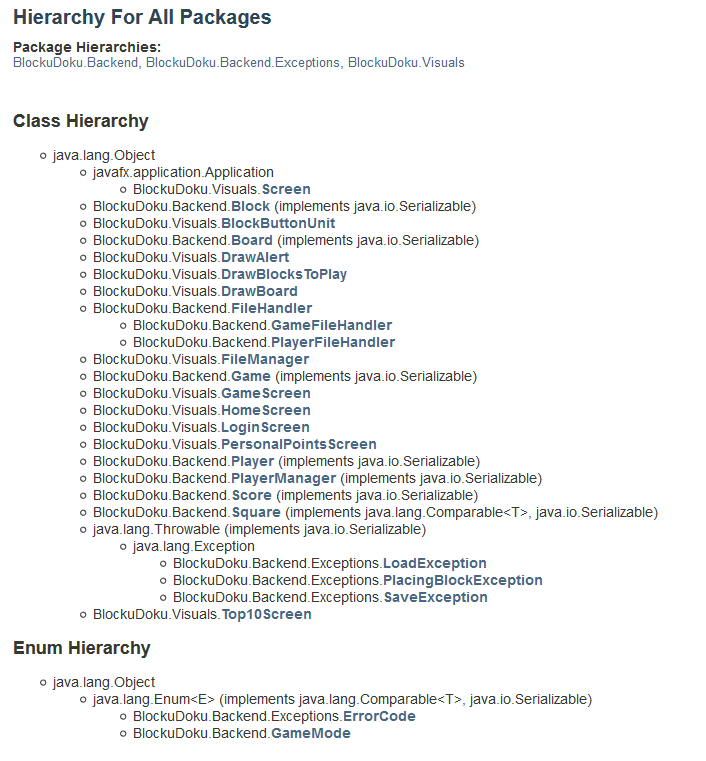 Hierarchy For All Packages
Package Hierarchies:
BlockuDoku.Backend, BlockuDoku.Backend.Exceptions, BlockuDoku.Visuals
Class Hierarchy
java.lang.Object
javafx.application.Application
BlockuDoku.Visuals.Screen
BlockuDoku.Backend.Block (implements java.io.Serializable)
BlockuDoku.Visuals.BlockButtonUnit
BlockuDoku.Backend.Board (implements java.io.Serializable)
BlockuDoku.Visuals.DrawAlert
BlockuDoku.Visuals.DrawBlocksToPlay
BlockuDoku.Visuals.DrawBoard
BlockuDoku.Backend.FileHandler
BlockuDoku.Backend.GameFileHandler
BlockuDoku.Backend.PlayerFileHandler
BlockuDoku.Visuals.FileManager
BlockuDoku.Backend.Game (implements java.io.Serializable)
BlockuDoku.Visuals.GameScreen
BlockuDoku.Visuals.HomeScreen
BlockuDoku.Visuals.LoginScreen
BlockuDoku.Visuals.PersonalPointsScreen
BlockuDoku.Backend.Player (implements java.io.Serializable)
BlockuDoku.Backend.PlayerManager (implements java.io.Serializable)
BlockuDoku.Backend.Score (implements java.io.Serializable)
BlockuDoku.Backend.Square (implements java.lang.Comparable<T>, java.io.Serializable)
java.lang.Throwable (implements java.io.Serializable)
java.lang.Exception
BlockuDoku.Backend.Exceptions.LoadException
BlockuDoku.Backend.Exceptions.PlacingBlockException
BlockuDoku.Backend.Exceptions.SaveException
BlockuDoku.Visuals.Top10Screen
Enum Hierarchy
java.lang.Object
java.lang.Enum<E> (implements java.lang.Comparable<T>, java.io.Serializable)
BlockuDoku.Backend.Exceptions.ErrorCode
BlockuDoku.Backend.GameMode